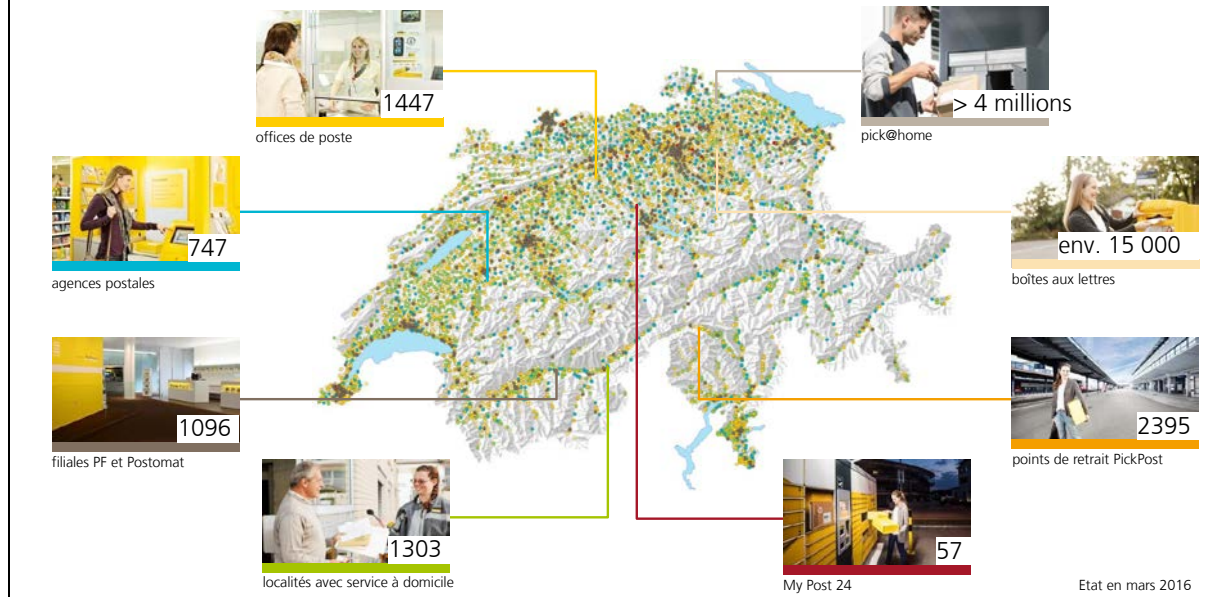 1447
offices de poste
> 4 millions
pick@home
747
agences postales
env. 15 000
boîtes aux lettres
1096
filiales PF et Postomat
2395
points de retrait PickPost
1303
localités avec service à domicile
57
My Post 24
Etat en mars 2016